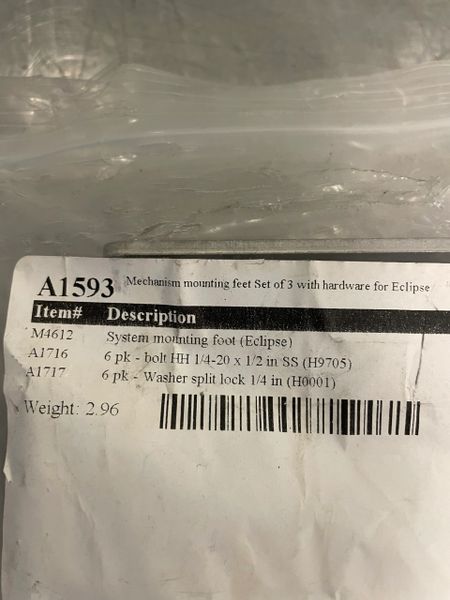 A1593 Mechanism mounting feet Set of 3 with hardware for Eclipse
Item# Description
M4612 System mounting foot (Eclipse)
A1716 6 pk - bolt HH 1/4-20 x 1/2 in SS (H9705)
A1717 6 pk - Washer split lock 1/4 in (H0001)
Weight: 2.96